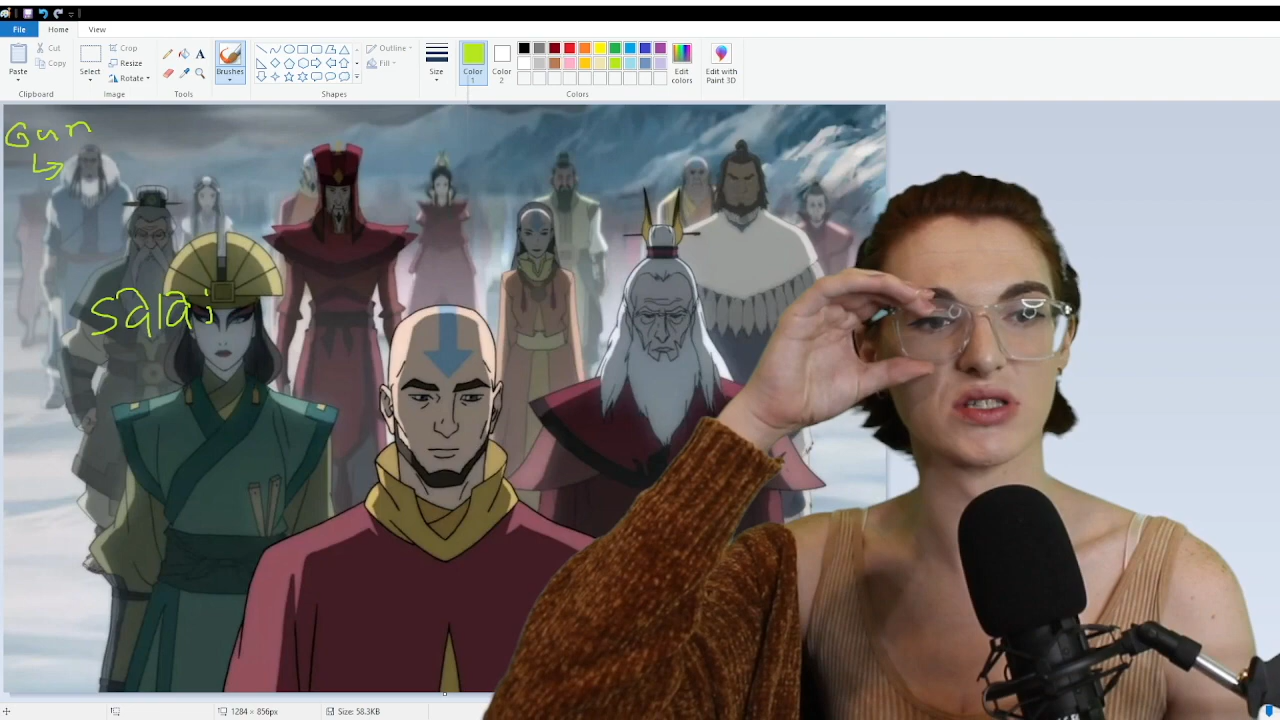 File Home View
Cut
Copy
Paste
Clipboard
Select
Crop
Resize
Rotate
Image
Tools
Brushes
Shapes
Outline
Fill
Size
Color 1
Color 2
Colors
Edit colors
Edit with Paint 3D
Gun
Salai
1284 × 856px
Size: 58.3KB